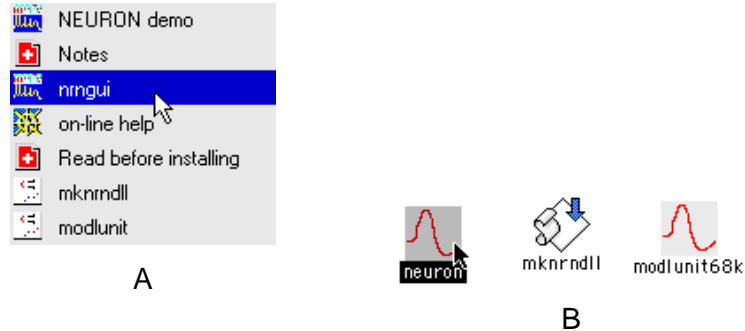 NEURON demo
Notes
nrngui
on-line help
Read before installing
mknrndll
modlunit
A
neuron
mknrndll
modlunit68k
B